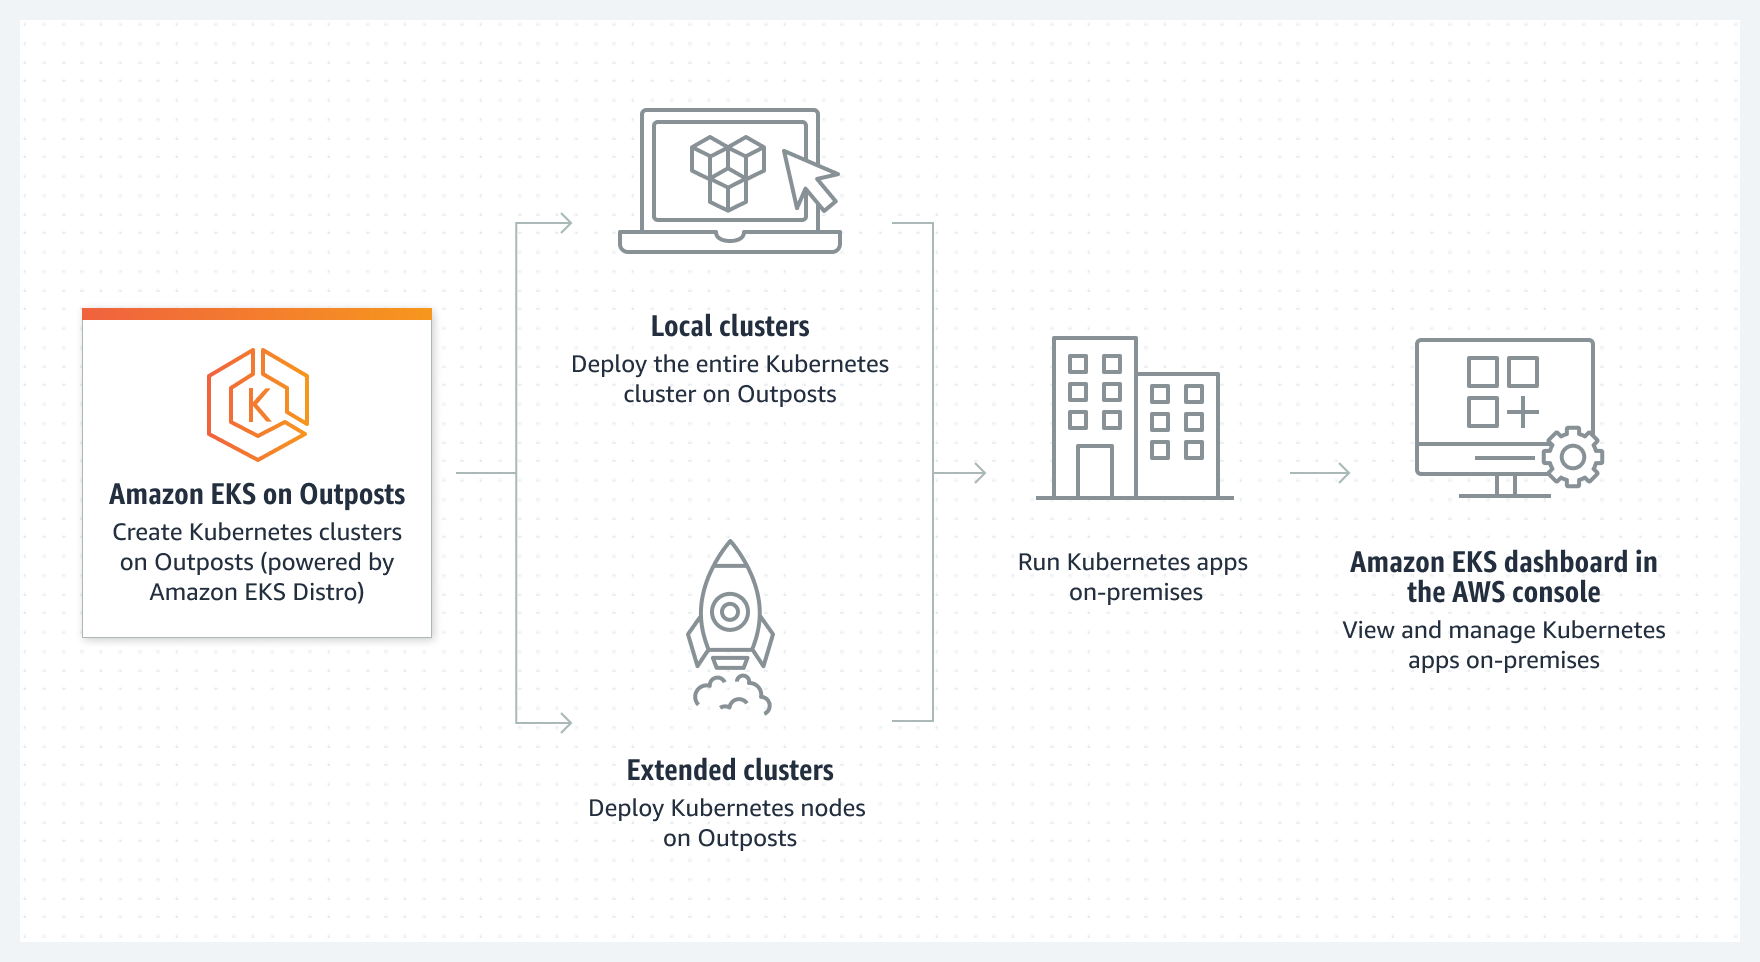 K
Amazon EKS on Outposts
Create Kubernetes clusters
on Outposts (powered by
Amazon EKS Distro)
Local clusters
Deploy the entire Kubernetes
cluster on Outposts
Extended clusters
Deploy Kubernetes nodes
on Outposts
Run Kubernetes apps
on-premises
Amazon EKS dashboard in
the AWS console
View and manage Kubernetes
apps on-premises